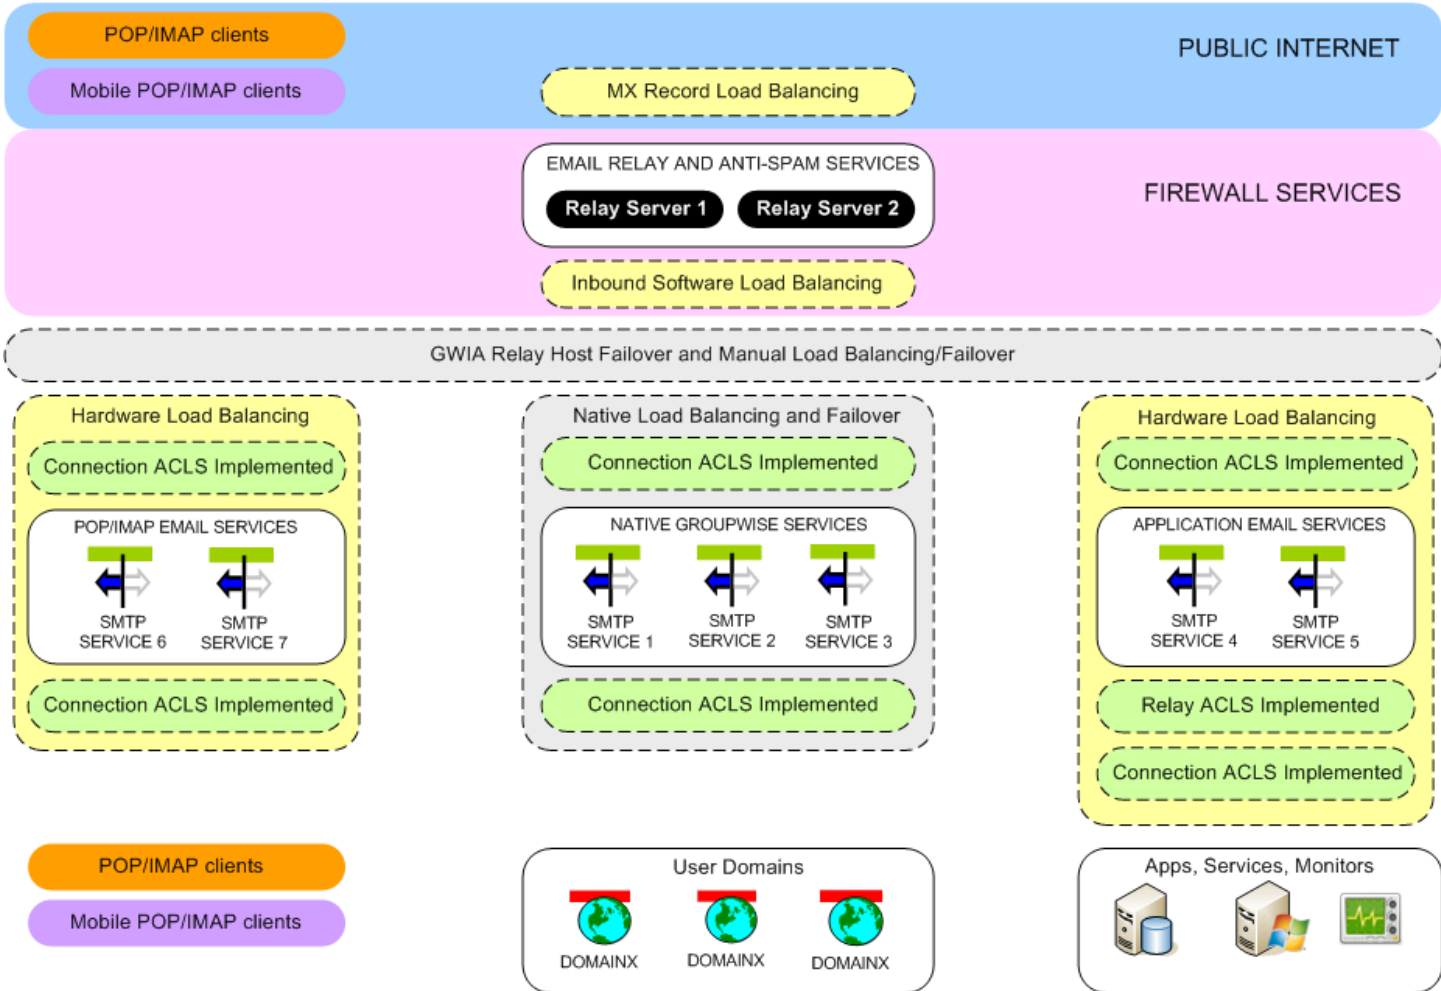 POP/IMAP clients
PUBLIC INTERNET
Mobile POP/IMAP clients
MX Record Load Balancing
EMAIL RELAY AND ANTI-SPAM SERVICES
FIREWALL SERVICES
Relay Server 1
Relay Server 2
Inbound Software Load Balancing
GWIA Relay Host Failover and Manual Load Balancing/Failover
Hardware Load Balancing
Connection ACLS Implemented
POP/IMAP EMAIL SERVICES
SMTP
SERVICE 6
SMTP
SERVICE 7
Connection ACLS Implemented
Native Load Balancing and Failover
Connection ACLS Implemented
NATIVE GROUPWISE SERVICES
SMTP
SERVICE 1
SMTP
SERVICE 2
SMTP
SERVICE 3
Connection ACLS Implemented
Hardware Load Balancing
Connection ACLS Implemented
APPLICATION EMAIL SERVICES
SMTP
SERVICE 4
SMTP
SERVICE 5
Relay ACLS Implemented
Connection ACLS Implemented
POP/IMAP clients
Mobile POP/IMAP clients
User Domains
DOMAINX
DOMAINX
DOMAINX
Apps, Services, Monitors